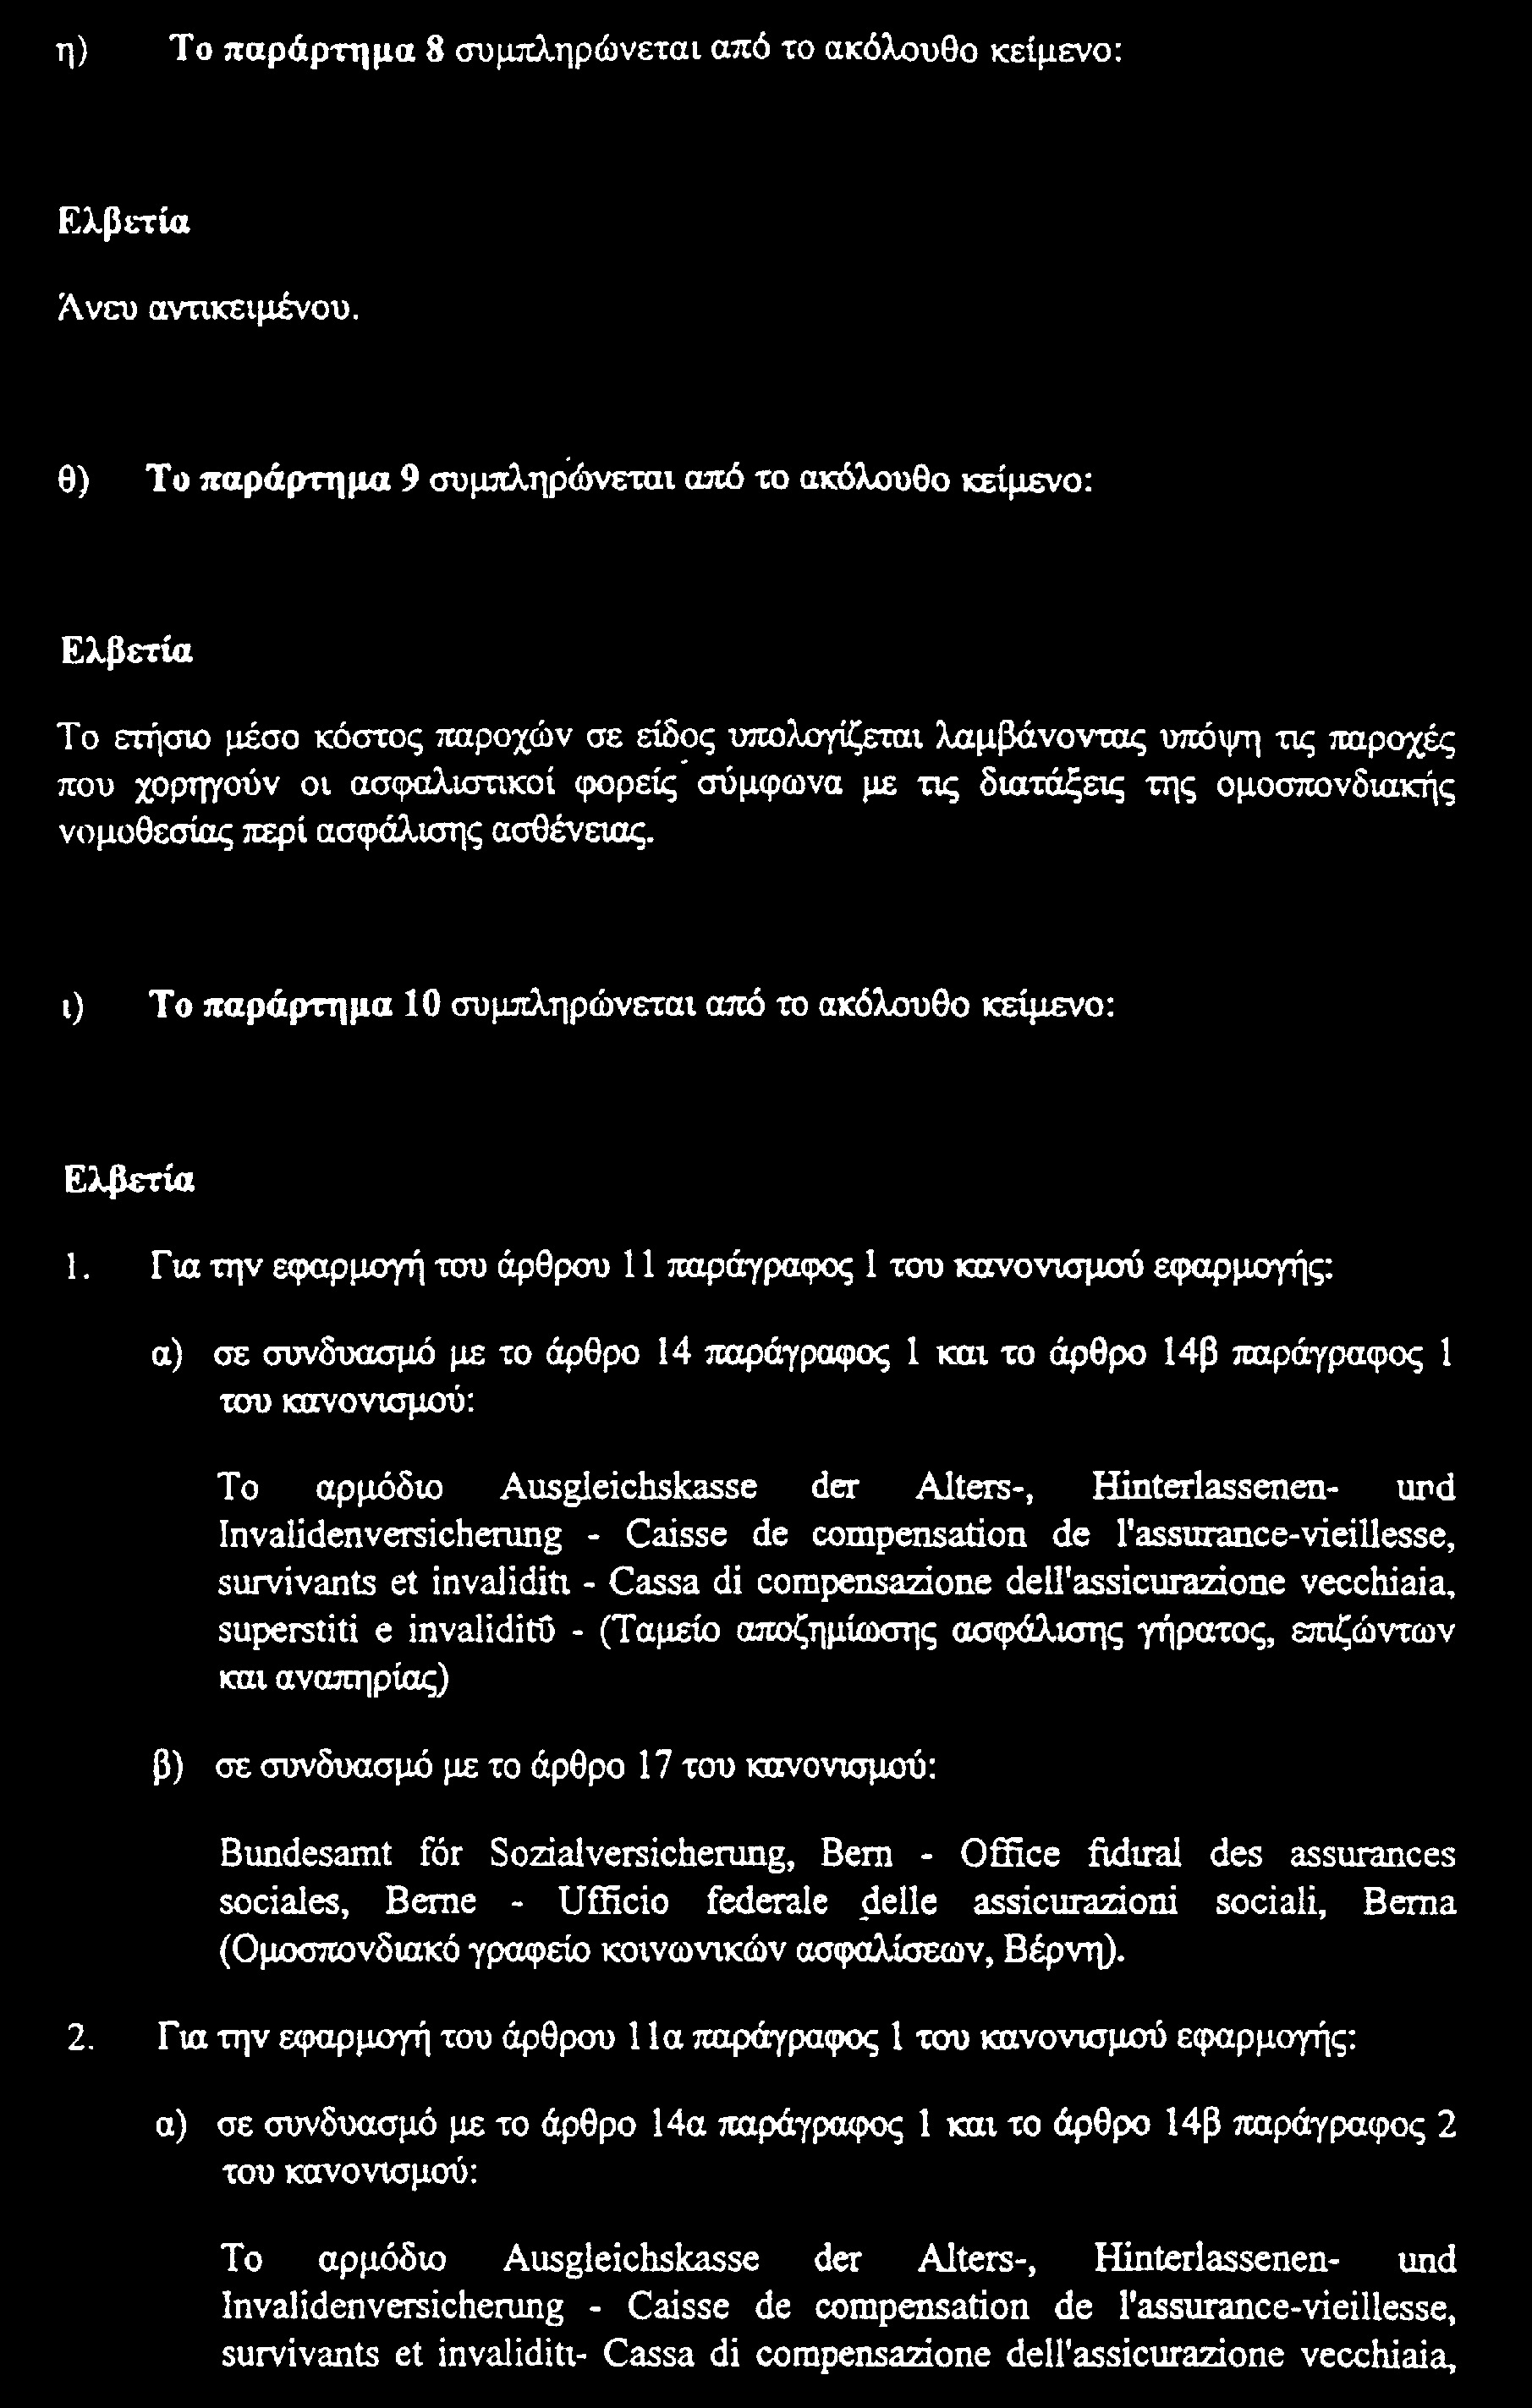 η) Το παράρτημα 8 συμπληρώνεται από το ακόλουθο κείμενο:
Ελβετία
Άνευ αντικειμένου.
θ) Το παράρτημα 9 συμπληρώνεται από το ακόλουθο κείμενο:
Ελβετία
Το ετήσιο μέσο κόστος παροχών σε είδος υπολογίζεται λαμβάνοντας υπόψη τις παροχές
που χορηγούν οι ασφαλιστικοί φορείς σύμφωνα με τις διατάξεις της ομοσπονδιακής
νομοθεσίας περί ασφάλισης ασθένειας.
ι) Το παράρτημα 10 συμπληρώνεται από το ακόλουθο κείμενο:
Ελβετία
1. Για την εφαρμογή του άρθρου 11 παράγραφος 1 του κανονισμού εφαρμογής:
α) σε συνδυασμό με το άρθρο 14 παράγραφος 1 και το άρθρο 14β παράγραφος 1
του κανονισμού:
Το αρμόδιο Ausgleichskasse der Alters-, Hinterlassenen- und
Invalidenversicherung - Caisse de compensation de l'assurance-vieillesse,
survivants et invaliditι - Cassa di compensazione dell'assicurazione vecchiaia,
superstiti e invaliditΰ - (Ταμείο αποζημίωσης ασφάλισης γήρατος, επιζώντων
και αναπηρίας)
β) σε συνδυασμό με το άρθρο 17 του κανονισμού:
Bundesamt fόr Sozialversicherung, Bern - Office fιdιral des assurances
sociales, Berne - Ufficio federale delle assicurazioni sociali, Berna
(Ομοσπονδιακό γραφείο κοινωνικών ασφαλίσεων, Βέρνη).
2. Για την εφαρμογή του άρθρου 11α παράγραφος 1 του κανονισμού εφαρμογής:
α) σε συνδυασμό με το άρθρο 14α παράγραφος 1 και το άρθρο 14β παράγραφος 2
του κανονισμού:
Το αρμόδιο Ausgleichskasse der Alters-, Hinterlassenen- und
Invalidenversicherung - Caisse de compensation de l'assurance-vieillesse,
survivants et invaliditι- Cassa di compensazione dell'assicurazione vecchiaia,